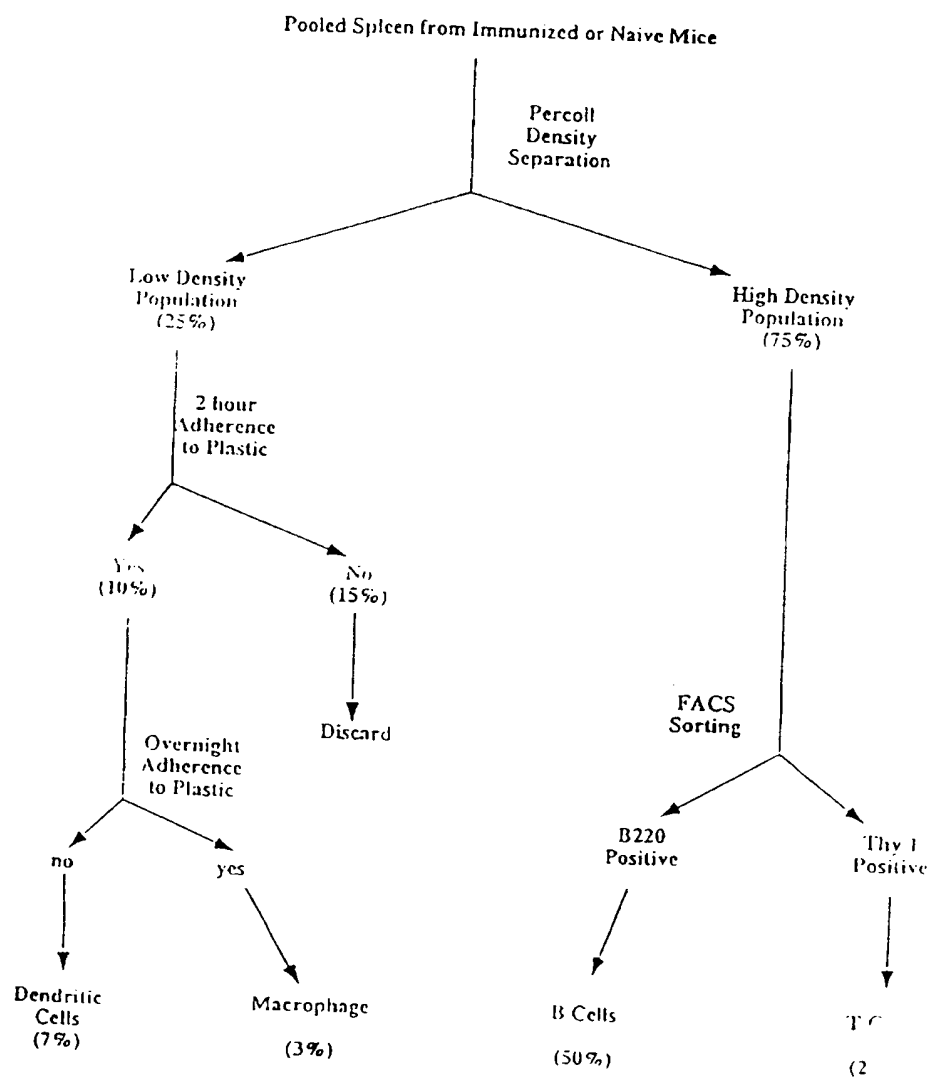 Pooled Spleen from Immunized or Naive Mice
Percoll
Density
Separation
Low Density
Population
(25%)
High Density
Population
(75%)
2 hour
Adherence
to Plastic
Yes
(10%)
No
(15%)
Discard
FACS
Sorting
Overnight
Adherence
to Plastic
no
yes
B220
Positive
Thy 1
Positive
Dendritic
Cells
(7%)
Macrophage
(3%)
B Cells
(50%)
T C
(2